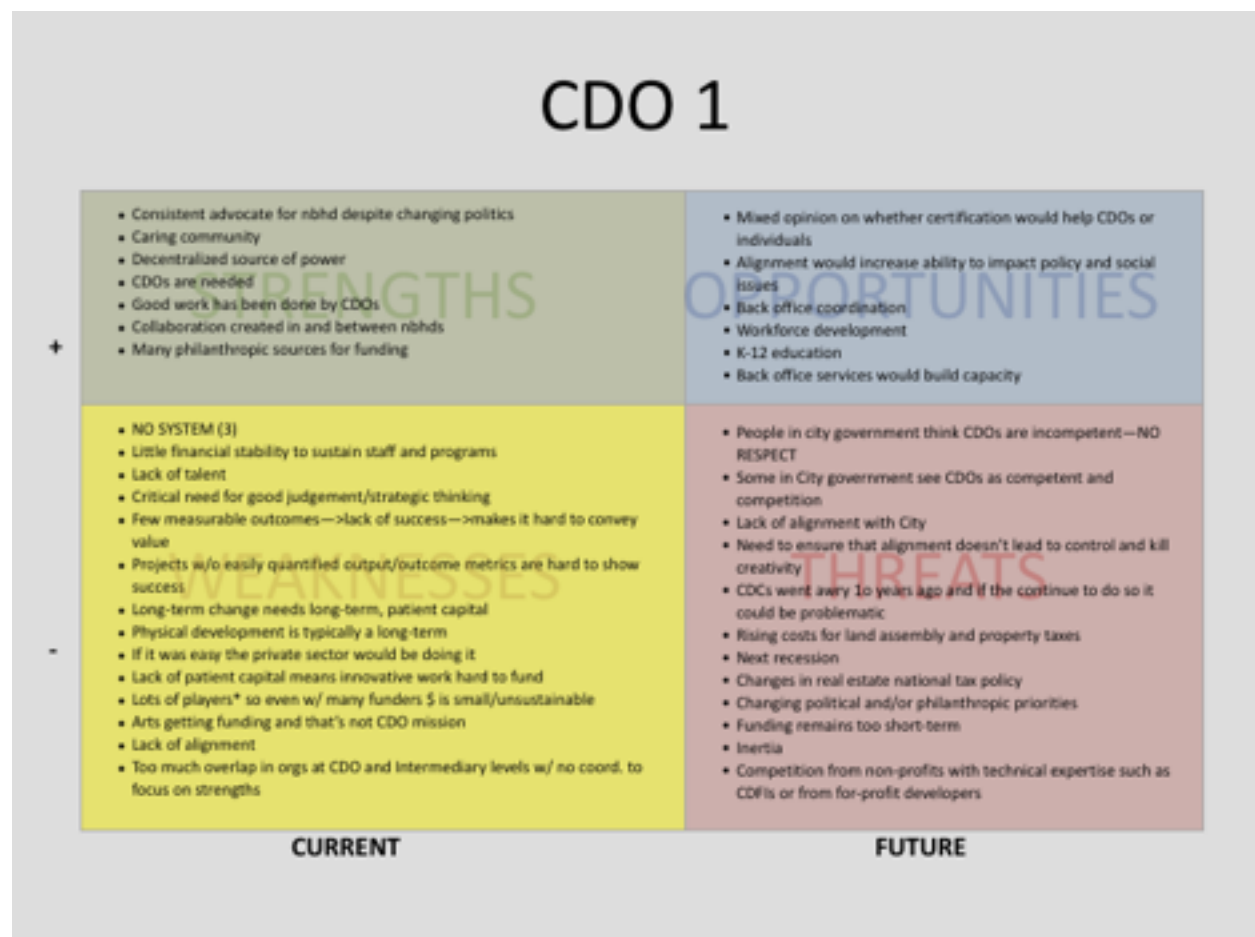 CDO 1
+
-
STRENGTHS
• Consistent advocate for nbhd despite changing politics
• Caring community
• Decentralized source of power
• CDOs are needed
• Good work has been done by CDOs
• Collaboration created in and between nbhds
• Many philanthropic sources for funding
OPPORTUNITIES
• Mixed opinion on whether certification would help CDOs or
individuals
• Alignment would increase ability to impact policy and social
issues
• Back office coordination
• Workforce development
• K-12 education
• Back office services would build capacity
WEAKNESSES
• NO SYSTEM (3)
• Little financial stability to sustain staff and programs
• Lack of talent
• Critical need for good judgement/strategic thinking
• Few measurable outcomes—>lack of success—>makes it hard to convey
value
• Projects w/o easily quantified output/outcome metrics are hard to show
success
• Long-term change needs long-term, patient capital
• Physical development is typically a long-term
• If it was easy the private sector would be doing it
• Lack of patient capital means innovative work hard to fund
• Lots of players* so even w/ many funders $ is small/unsustainable
• Arts getting funding and that's not CDO mission
• Lack of alignment
• Too much overlap in orgs at CDO and Intermediary levels w/ no coord. to
focus on strengths
THREATS
• People in city government think CDOs are incompetent—NO
RESPECT
• Some in City government see CDOs as competent and
competition
• Lack of alignment with City
• Need to ensure that alignment doesn't lead to control and kill
creativity
• CDCs went awry 1o years ago and if the continue to do so it
could be problematic
• Rising costs for land assembly and property taxes
• Next recession
• Changes in real estate national tax policy
• Changing political and/or philanthropic priorities
• Funding remains too short-term
• Inertia
• Competition from non-profits with technical expertise such as
CDFIs or from for-profit developers
CURRENT
FUTURE